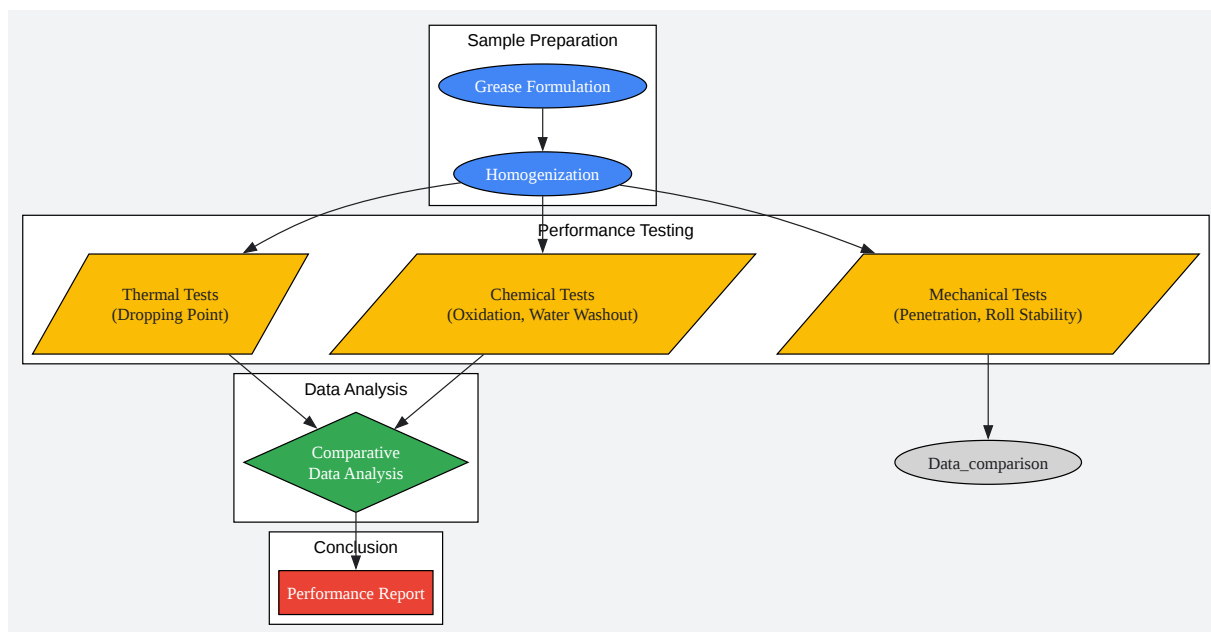 Sample Preparation
Grease Formulation
Homogenization
Performance Testing
Thermal Tests
(Dropping Point)
Chemical Tests
(Oxidation, Water Washout)
Mechanical Tests
(Penetration, Roll Stability)
Data Analysis
Comparative
Data Analysis
Data_comparison
Conclusion
Performance Report